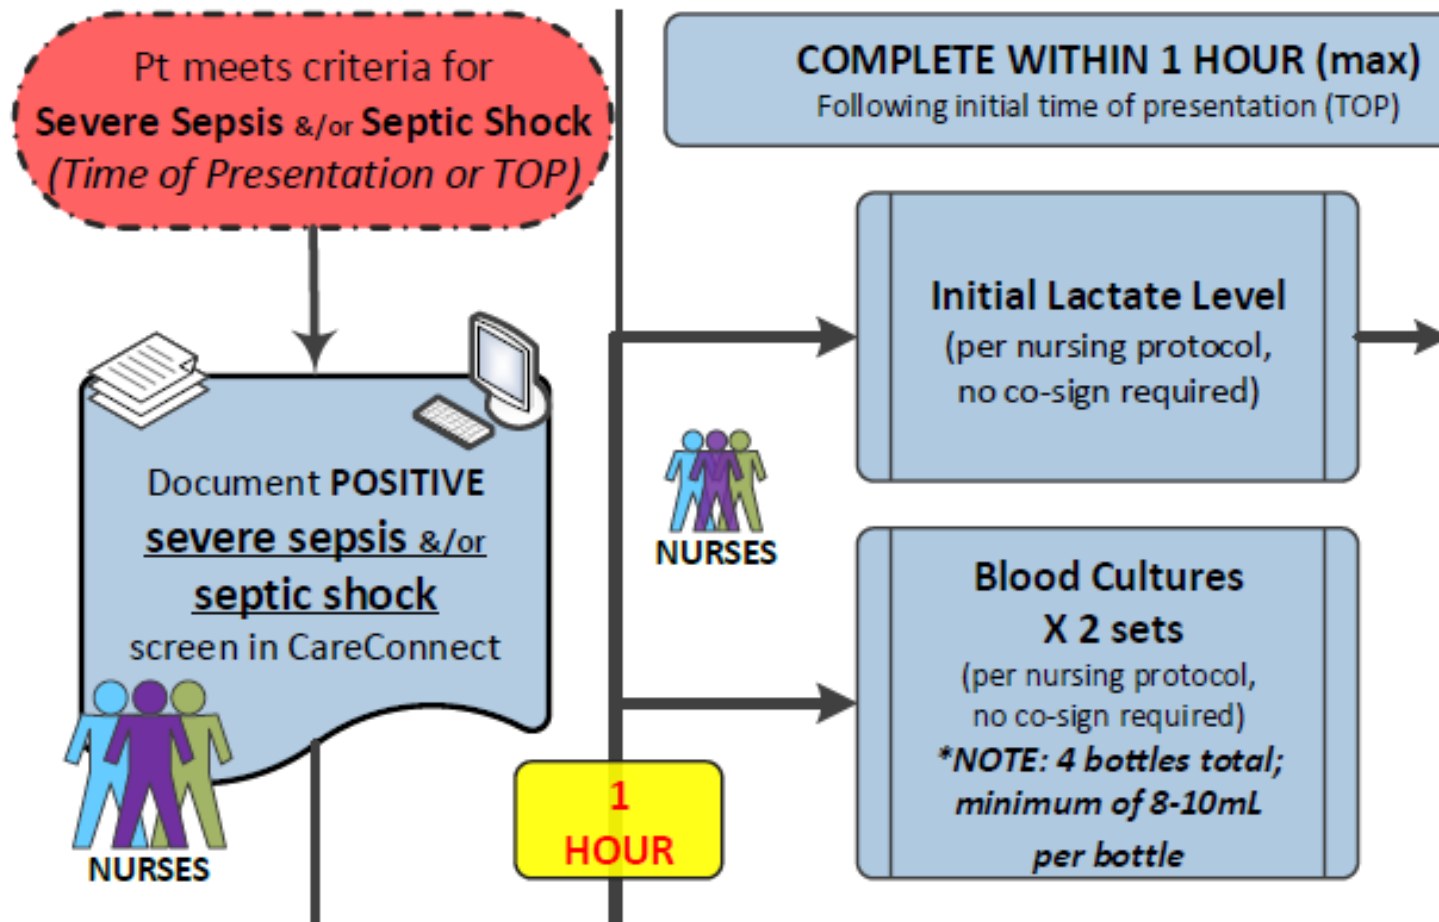 Pt meets criteria for
Severe Sepsis &/or Septic Shock
(Time of Presentation or TOP)
Document POSITIVE
severe sepsis &/or
septic shock
screen in CareConnect
NURSES
1
HOUR
COMPLETE WITHIN 1 HOUR (max)
Following initial time of presentation (TOP)
NURSES
Initial Lactate Level
(per nursing protocol,
no co-sign required)
Blood Cultures
X 2 sets
(per nursing protocol,
no co-sign required)
*NOTE: 4 bottles total;
minimum of 8-10mL
per bottle